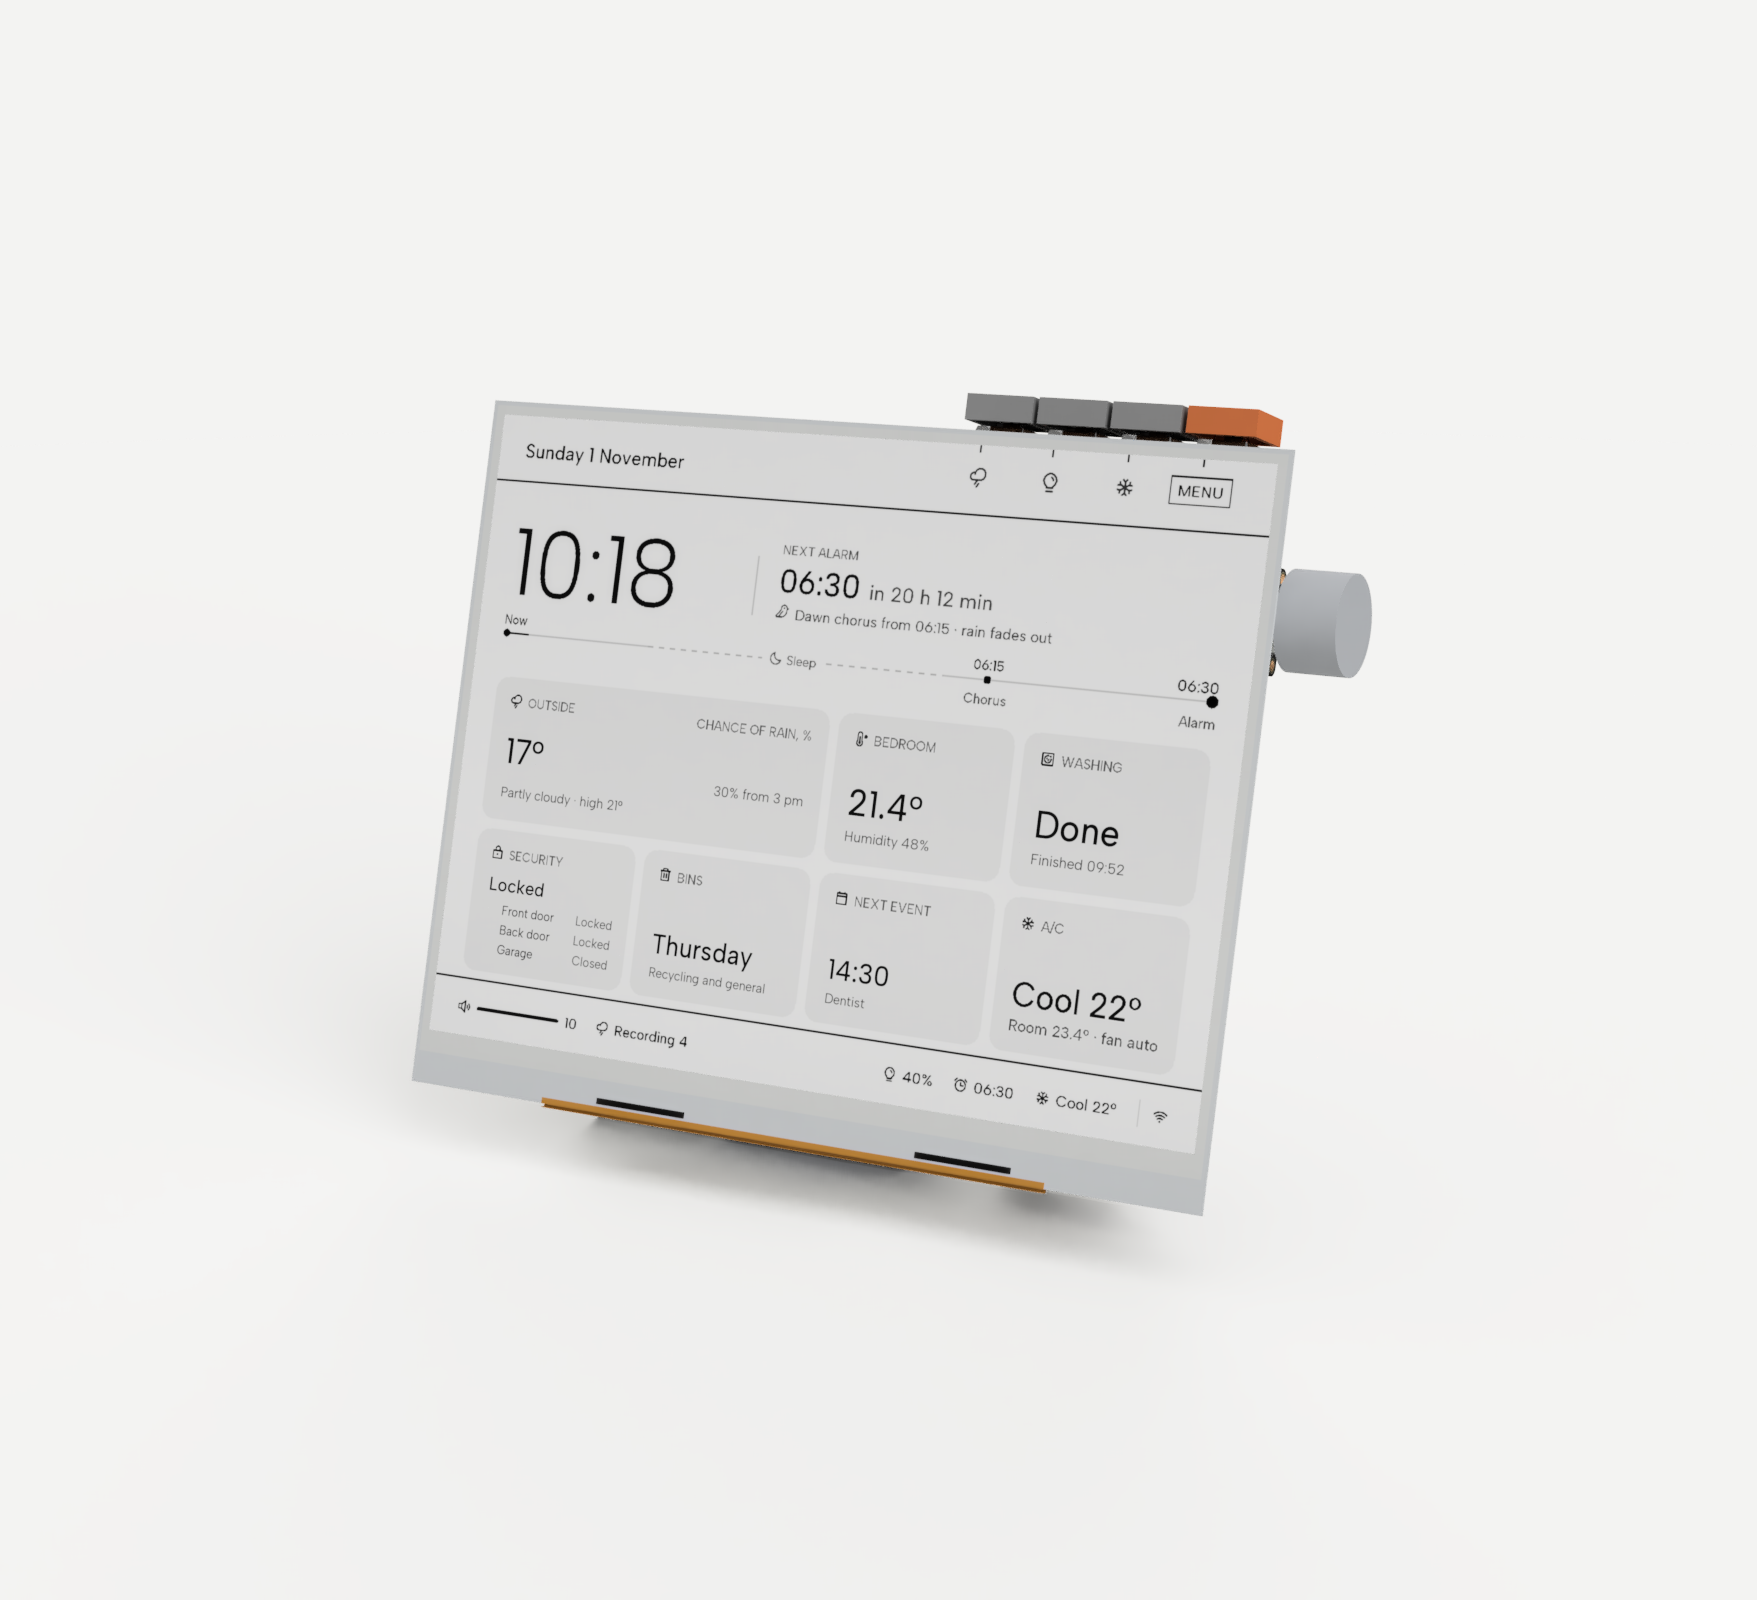 Sunday 1 November
MENU
10:18
NEXT ALARM
06:30 in 20 h 12 min
Dawn chorus from 06:15 · rain fades out
Now
Sleep
06:15
Chorus
06:30
Alarm
OUTSIDE
CHANCE OF RAIN, %
17°
Partly cloudy · high 21°
30% from 3 pm
BEDROOM
21.4°
Humidity 48%
WASHING
Done
Finished 09:52
SECURITY
Locked
Front door Locked
Back door Locked
Garage Closed
BINS
Thursday
Recycling and general
NEXT EVENT
14:30
Dentist
A/C
Cool 22°
Room 23.4° · fan auto
10
Recording 4
40%
06:30
Cool 22°